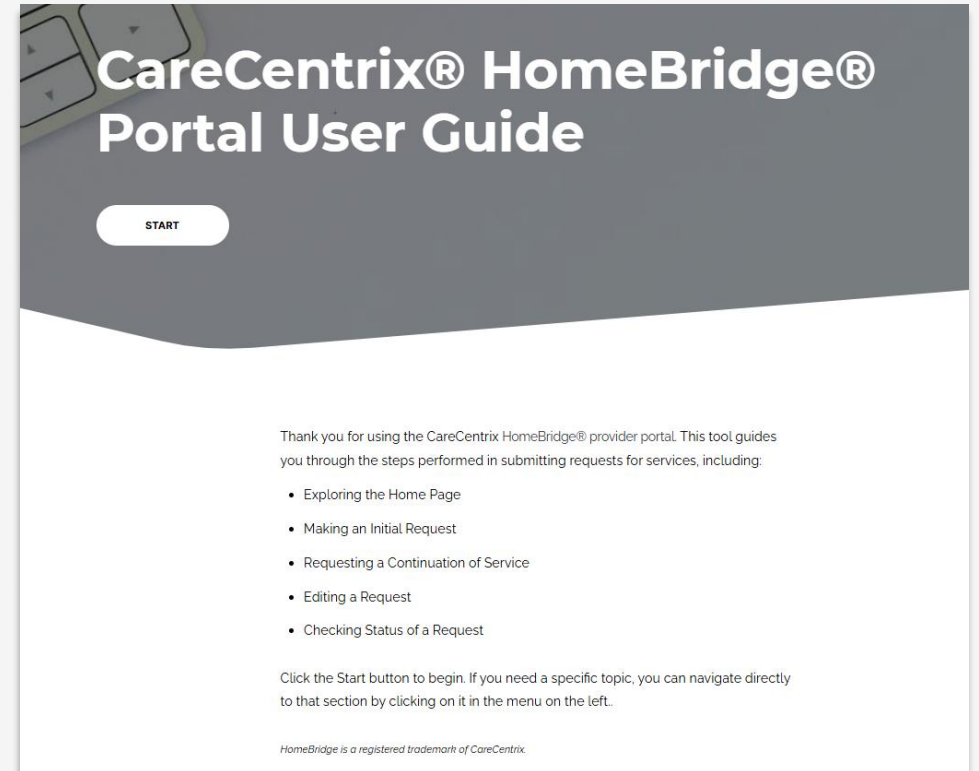 CareCentrix® HomeBridge®
Portal User Guide
START
Thank you for using the CareCentrix HomeBridge® provider portal. This tool guides
you through the steps performed in submitting requests for services, including:
• Exploring the Home Page
• Making an Initial Request
• Requesting a Continuation of Service
• Editing a Request
• Checking Status of a Request
Click the Start button to begin. If you need a specific topic, you can navigate directly
to that section by clicking on it in the menu on the left..
HomeBridge is a registered trademark of CareCentrix.